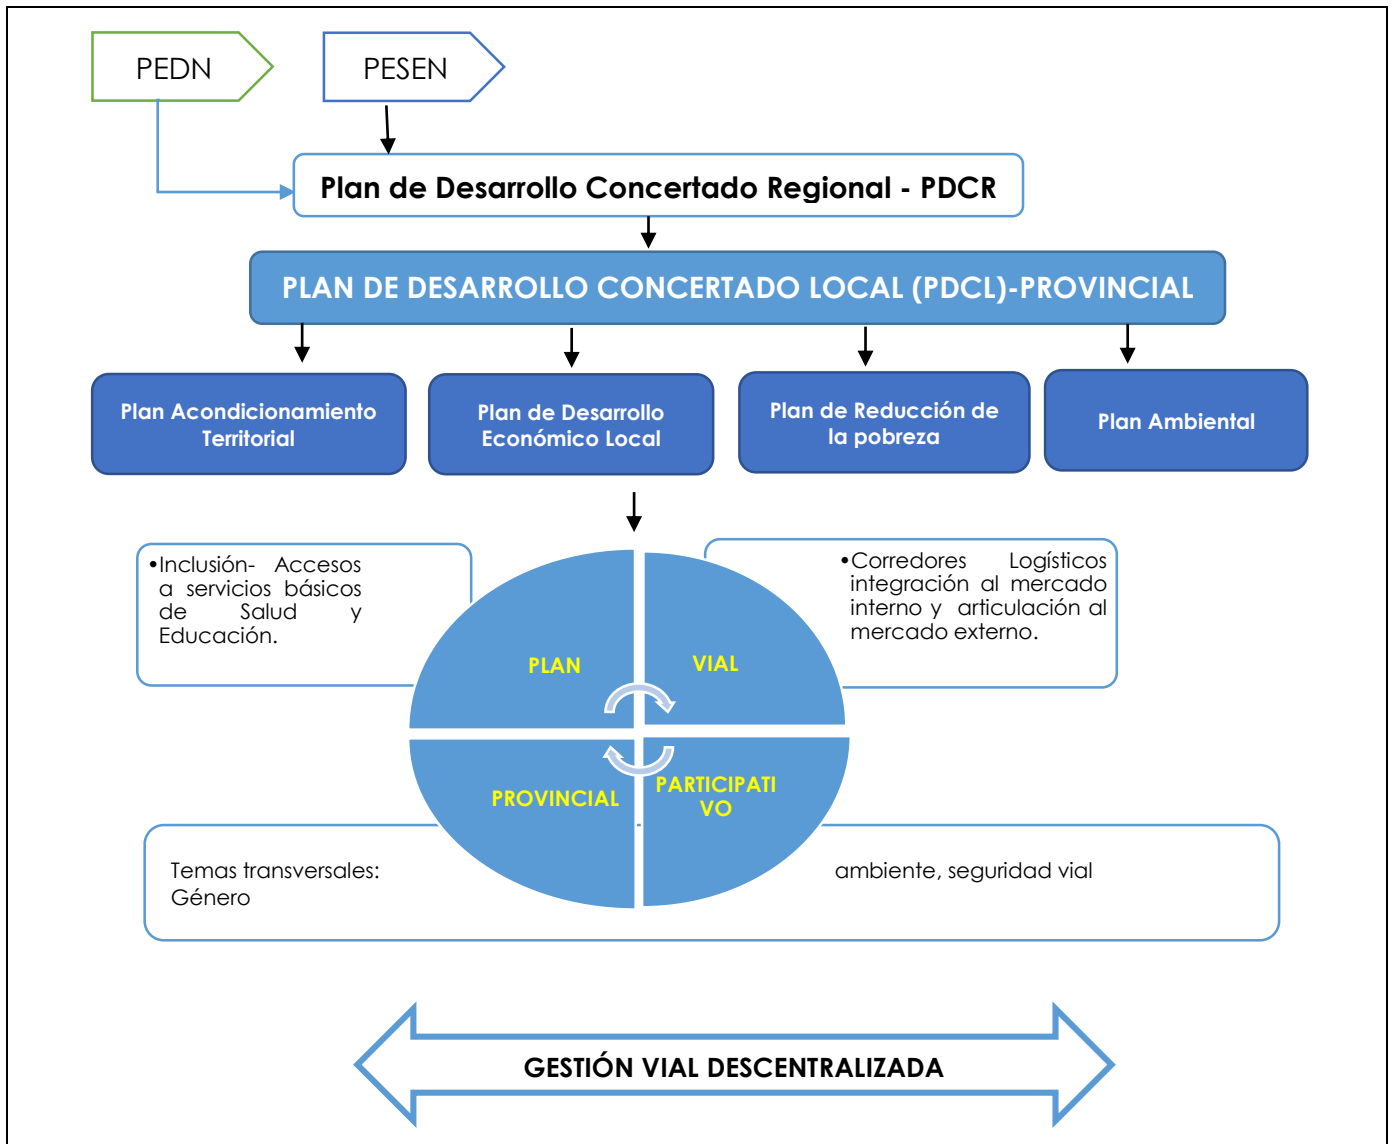 PEDN
PESEN
Plan de Desarrollo Concertado Regional - PDCR
PLAN DE DESARROLLO CONCERTADO LOCAL (PDCL)-PROVINCIAL
Plan Acondicionamiento
Territorial
Plan de Desarrollo
Económico Local
Plan de Reducción de
la pobreza
Plan Ambiental
•Inclusión- Accesos
a servicios básicos
de Salud y
Educación.
•Corredores Logísticos
integración al mercado
interno y articulación al
mercado externo.
PLAN
VIAL
PROVINCIAL
PARTICIPATI
VO
Temas transversales:
Género
ambiente, seguridad vial
GESTIÓN VIAL DESCENTRALIZADA